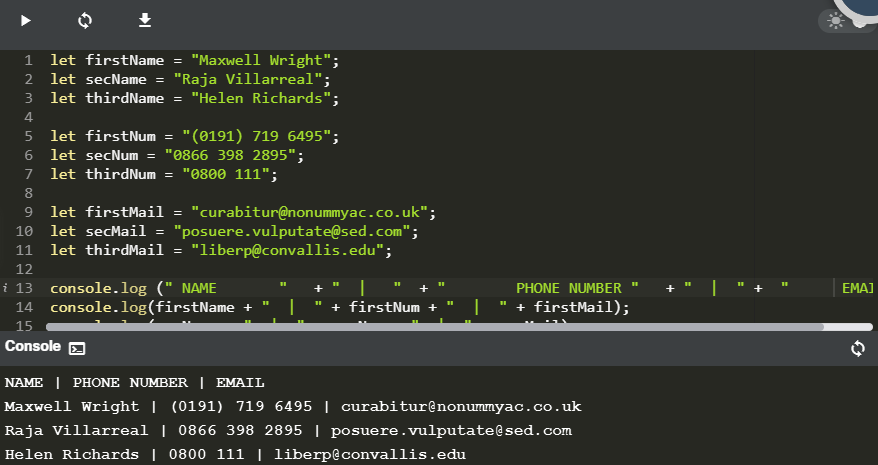 1 let firstName = "Maxwell Wright";
2 let secName = "Raja Villarreal";
3 let thirdName = "Helen Richards";
4
5 let firstNum = "(0191) 719 6495";
6 let secNum = "0866 398 2895";
7 let thirdNum = "0800 111";
8
9 let firstMail = "curabitur@nonummyac.co.uk";
10 let secMail = "posuere.vulputate@sed.com";
11 let thirdMail = "liberp@convallis.edu";
12
i 13 console.log (" NAME       "   + "  |   "  + "        PHONE NUMBER "   + "  |  " +  "      EMAI
14 console.log(firstName + "  |  " + firstNum + "  |  " + firstMail);
15
Console
NAME | PHONE NUMBER | EMAIL
Maxwell Wright | (0191) 719 6495 | curabitur@nonummyac.co.uk
Raja Villarreal | 0866 398 2895 | posuere.vulputate@sed.com
Helen Richards | 0800 111 | liberp@convallis.edu